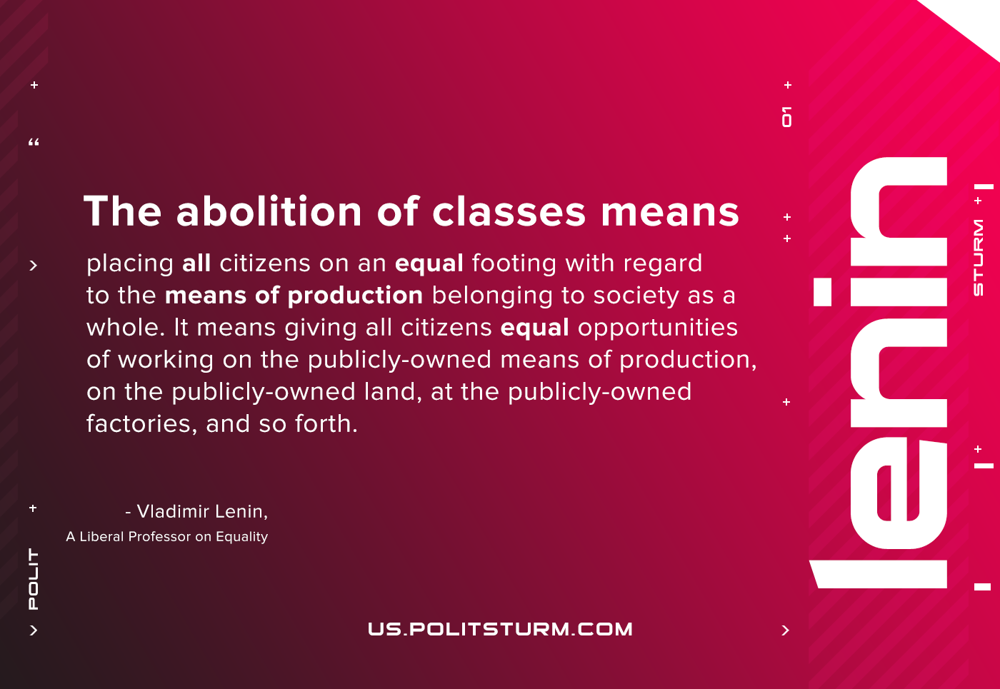 “
The abolition of classes means
placing all citizens on an equal footing with regard
to the means of production belonging to society as a
whole. It means giving all citizens equal opportunities
of working on the publicly-owned means of production,
on the publicly-owned land, at the publicly-owned
factories, and so forth.
- Vladimir Lenin,
A Liberal Professor on Equality
POLIT
US.POLITSTURM.COM
01
lenin
STURM